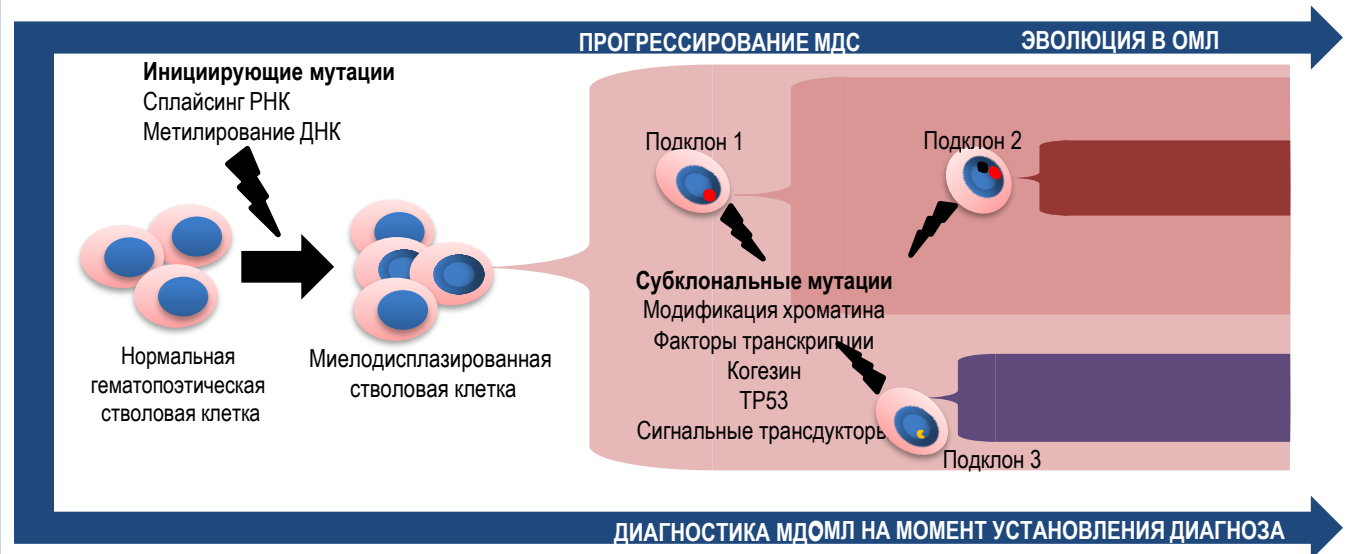 ПРОГРЕССИРОВАНИЕ МДС
ЭВОЛЮЦИЯ В ОМЛ
Инициирующие мутации
Сплайсинг РНК
Метилирование ДНК
Подклон 1
Подклон 2
Субклональные мутации
Модификация хроматина
Факторы транскрипции
Когезин
TP53
Сигнальные трансдукторы
Нормальная
гематопоэтическая
стволовая клетка
Миелодисплазированная
стволовая клетка
Подклон 3
ДИАГНОСТИКА МДС
ОМЛ НА МОМЕНТ УСТАНОВЛЕНИЯ ДИАГНОЗА